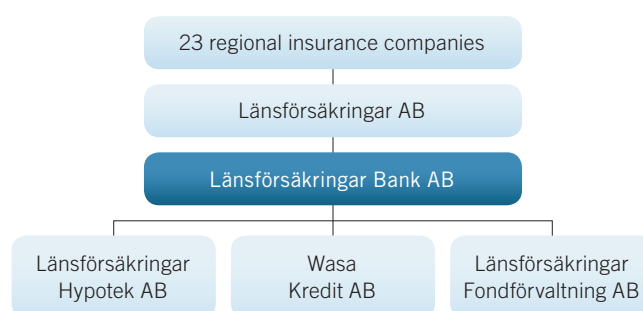 23 regional insurance companies
Länsförsäkringar AB
Länsförsäkringar Bank AB
Länsförsäkringar
Hypotek AB
Wasa
Kredit AB
Länsförsäkringar
Fondförvaltning AB